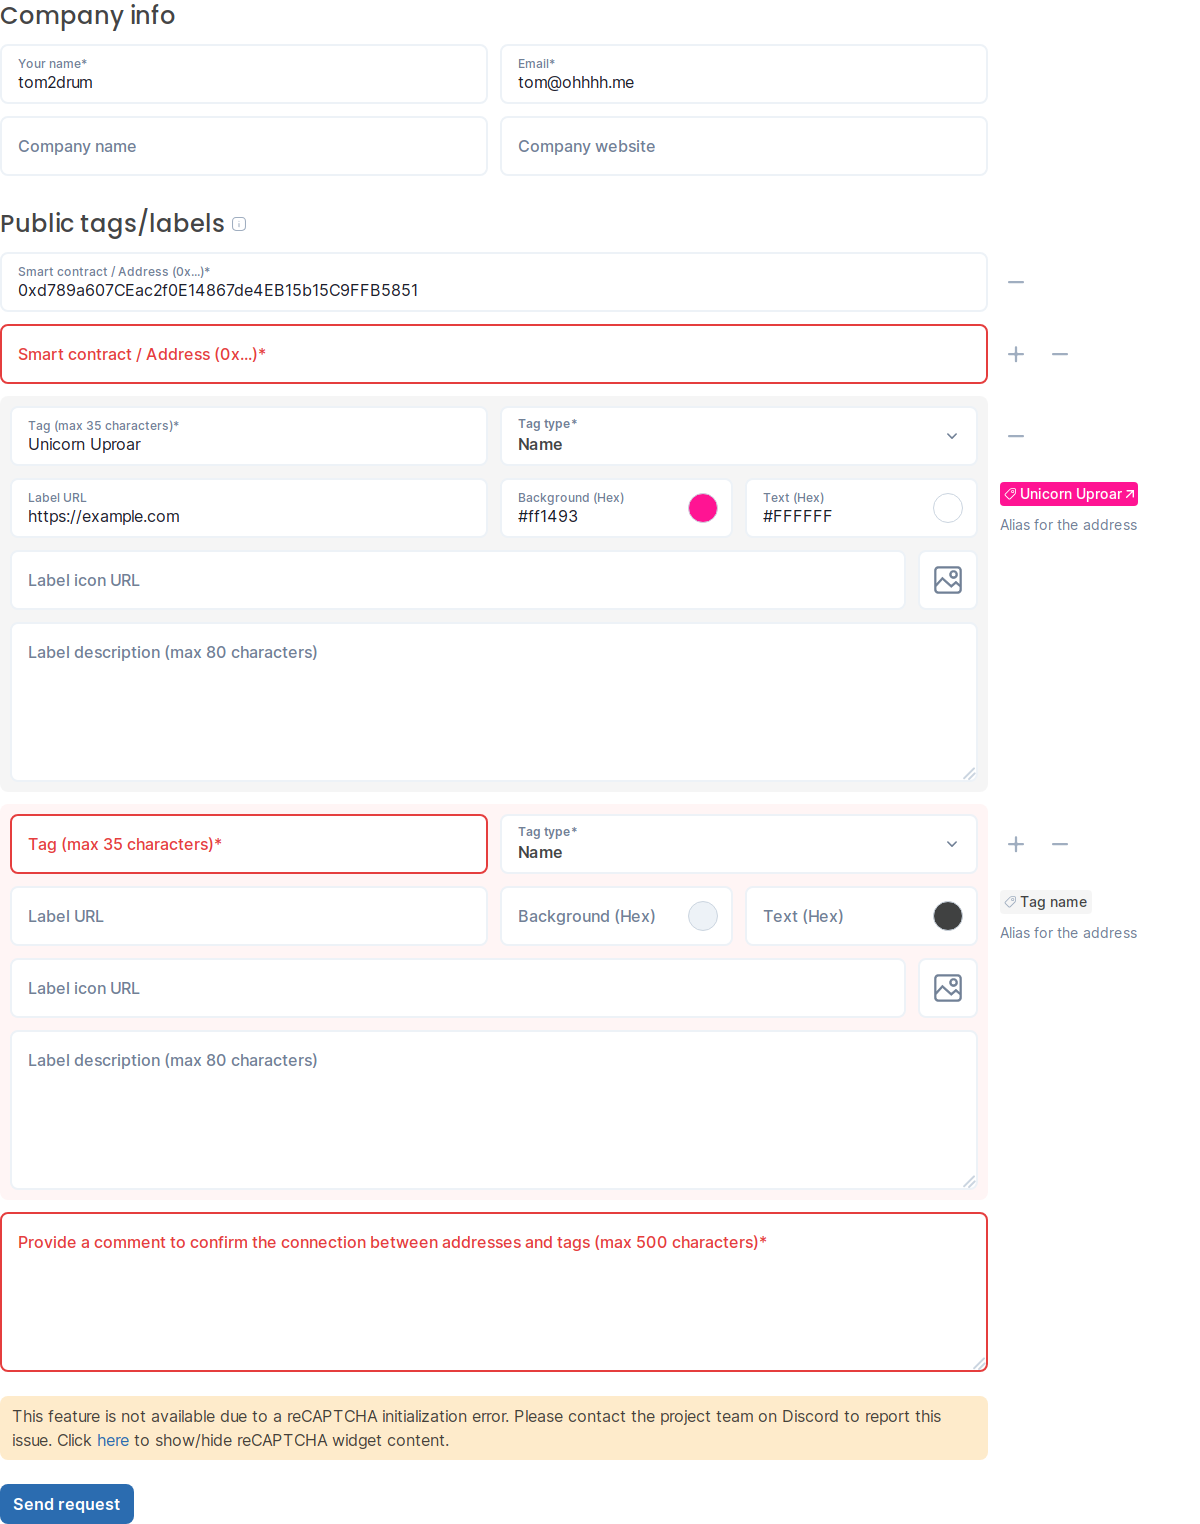 Company info
Your name*
tom2drum
Email*
tom@ohhhh.me
Company name
Company website
Public tags/labels
Smart contract / Address (0x...)*
0xd789a607CEac2f0E14867de4EB15b15C9FFB5851
Smart contract / Address (0x...)*
Tag (max 35 characters)*
Unicorn Uproar
Tag type*
Name
Label URL
https://example.com
Background (Hex)
#ff1493
Text (Hex)
#FFFFFF
Unicorn Uproar
Alias for the address
Label icon URL
Label description (max 80 characters)
Tag (max 35 characters)*
Tag type*
Name
Label URL
Background (Hex)
Text (Hex)
Tag name
Alias for the address
Label icon URL
Label description (max 80 characters)
Provide a comment to confirm the connection between addresses and tags (max 500 characters)*
This feature is not available due to a reCAPTCHA initialization error. Please contact the project team on Discord to report this
issue. Click here to show/hide reCAPTCHA widget content.
Send request